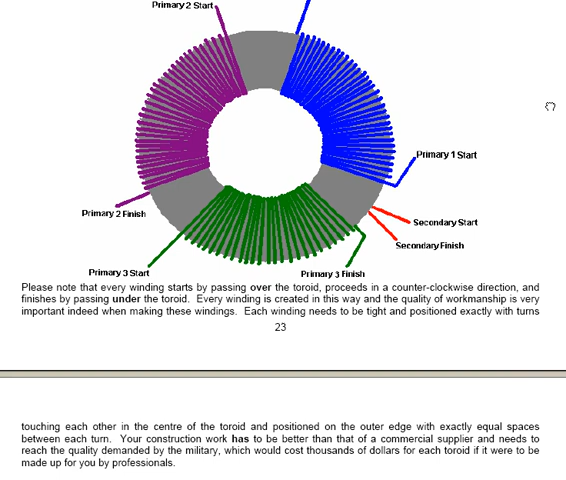 Primary 2 Start
Primary 1 Start
Primary 2 Finish
Secondary Start
Secondary Finish
Primary 3 Start
Primary 3 Finish
Please note that every winding starts by passing over the toroid, proceeds in a counter-clockwise direction, and
finishes by passing under the toroid. Every winding is created in this way and the quality of workmanship is very
important indeed when making these windings. Each winding needs to be tight and positioned exactly with turns
23
touching each other in the centre of the toroid and positioned on the outer edge with exactly equal spaces
between each turn. Your construction work has to be better than that of a commercial supplier and needs to
reach the quality demanded by the military, which would cost thousands of dollars for each toroid if it were to be
made up for you by professionals.